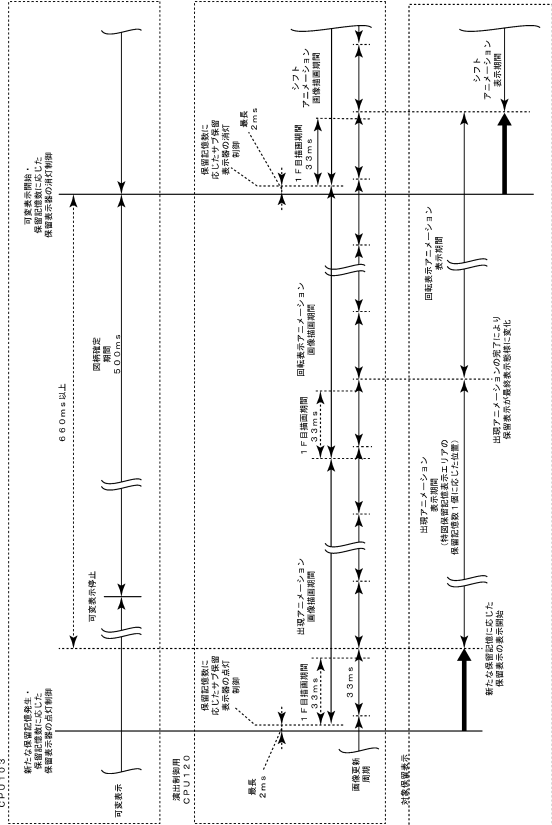 CPU103
新たな保留記憶発生・
保留記憶数に応じた
保留表示器の点灯制御
可変表示開始・
保留記憶数に応じた
保留表示器の消灯制御
660ms以上
可変表示
可変表示停止
図柄確定
期間
500ms
演出制御用
CPU120
最長
2ms
保留記憶数に
応じたサブ保留
表示器の点灯
制御
保留記憶数に
応じたサブ保留
表示器の消灯
制御
最長
2ms
1F目描画期間
33ms
出現アニメーション
画像描画期間
1F目描画期間
33ms
回転表示アニメーション
画像描画期間
1F目描画期間
33ms
シフト
アニメーション
画像描画期間
画像更新
周期
33ms
対象保留表示
新たな保留記憶に応じた
保留表示の表示開始
出現アニメーション
表示期間
(特図保留記憶表示エリアの
保留記憶数1個に応じた位置)
出現アニメーションの完了により
保留表示が最終表示態様に変化
回転表示アニメーション
表示期間
シフト
アニメーション
表示期間